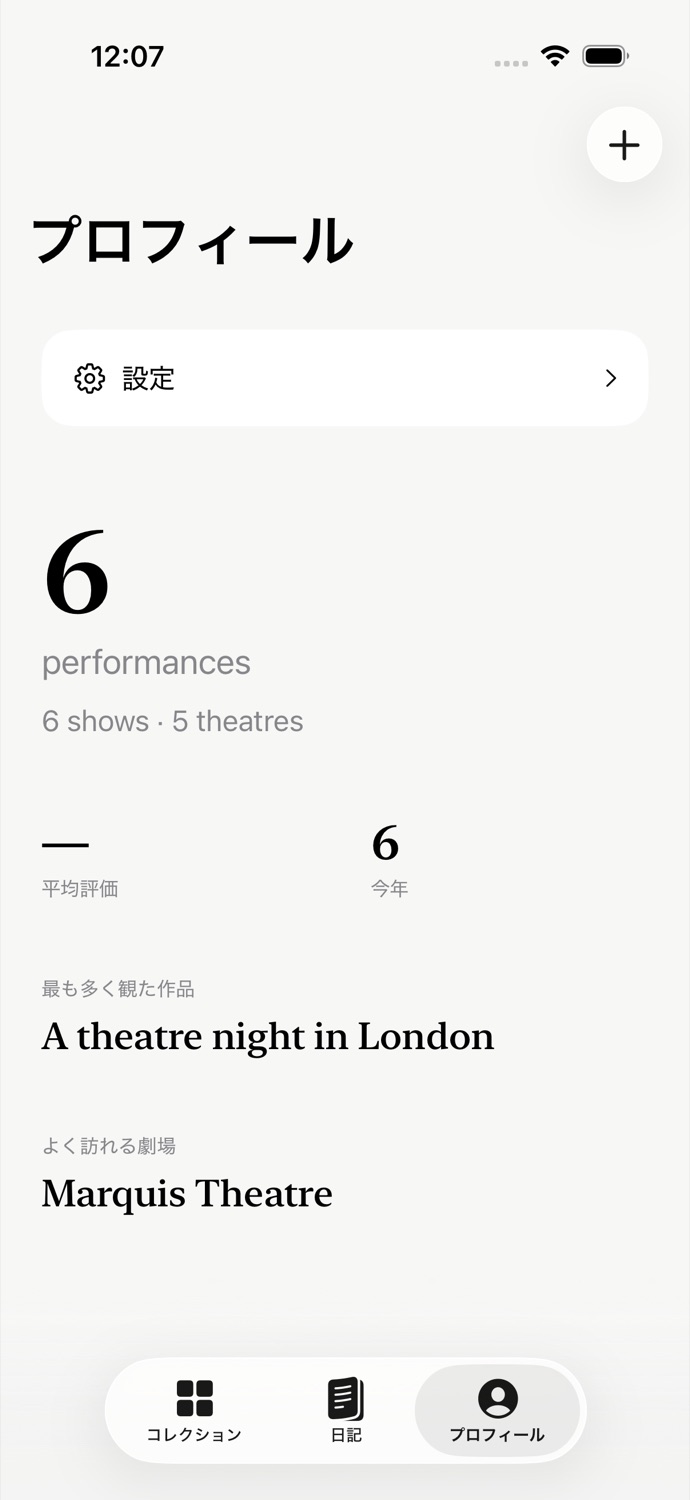 12:07
プロフィール
設定
6
performances
6 shows · 5 theatres
—
平均評価
6
今年
最も多く観た作品
A theatre night in London
よく訪れる劇場
Marquis Theatre
コレクション
日記
プロフィール